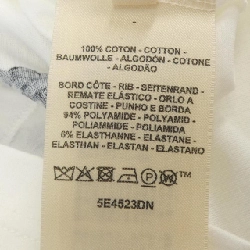 100% COTON - COTTON -
BAUMWOLLE - ALGODÓN - COTONE
- ALGODÃO
BORD CÔTE - RIB - SEITENRAND -
REMATE ELÁSTICO - ORLO A
COSTINE - PUNHO E BORDA
94% POLYAMIDE - POLYAMIDE -
POLIAMMIDE - POLIAMIDA
6% ELASTHANNE - ELASTANE -
ELASTHAN - ELASTAN - ELASTANO
5E4523DN